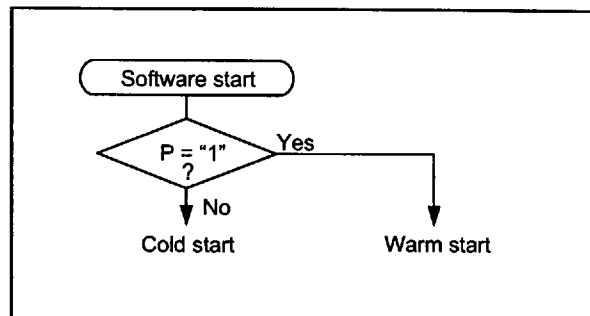 Software start
P = “1”
?
Yes
No
Cold start
Warm start